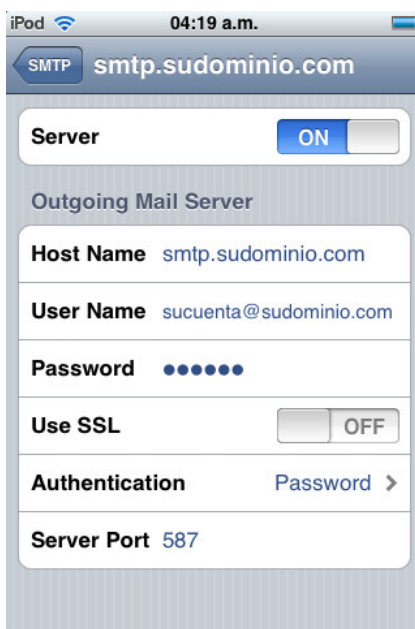 iPod 04:19 a.m.
SMTP smtp.sudominio.com
Server ON
Outgoing Mail Server
Host Name smtp.sudominio.com
User Name sucuenta@sudominio.com
Password ●●●●●●
Use SSL OFF
Authentication Password
Server Port 587